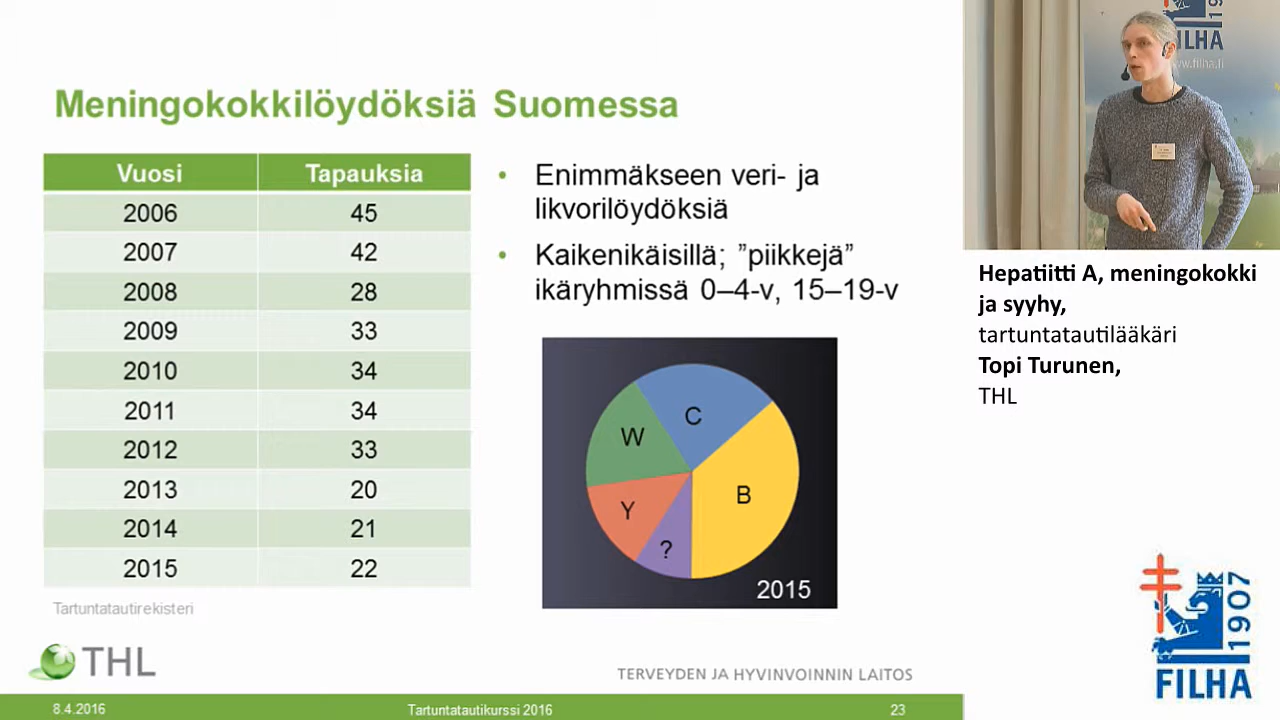 Meningokokkilöydöksiä Suomessa
Vuosi Tapauksia
2006 45
2007 42
2008 28
2009 33
2010 34
2011 34
2012 33
2013 20
2014 21
2015 22
Tartuntatautirekisteri
• Enimmäkseen veri- ja
likvorilöydöksiä
• Kaikenikäisillä; ”piikkejä”
ikäryhmissä 0–4-v, 15–19-v
C
W
B
Y
?
2015
THL
TERVEYDEN JA HYVINVOINNIN LAITOS
8.4.2016 Tartuntatautikurssi 2016 23
FILHA
www.filha.fi
Hepatiitti A, meningokokki
ja syyhy,
tartuntatautilääkäri
Topi Turunen,
THL
1907
FILHA